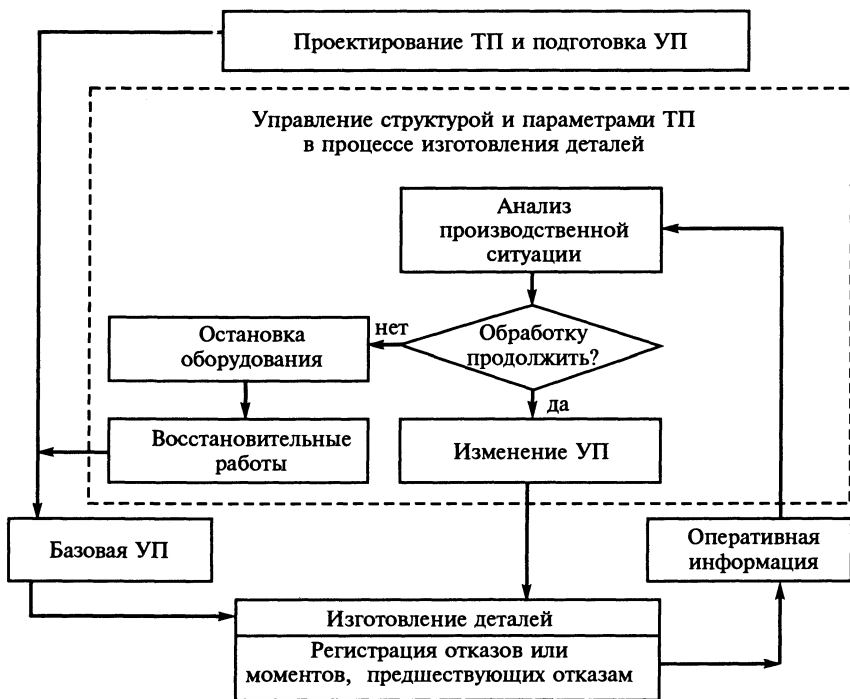 Проектирование ТП и подготовка УП
Управление структурой и параметрами ТП
в процессе изготовления деталей
Анализ
производственной
ситуации
Остановка
оборудования
нет
Обработку
продолжить?
да
Восстановительные
работы
Изменение УП
Базовая УП
Оперативная
информация
Изготовление деталей
Регистрация отказов или
моментов, предшествующих отказам